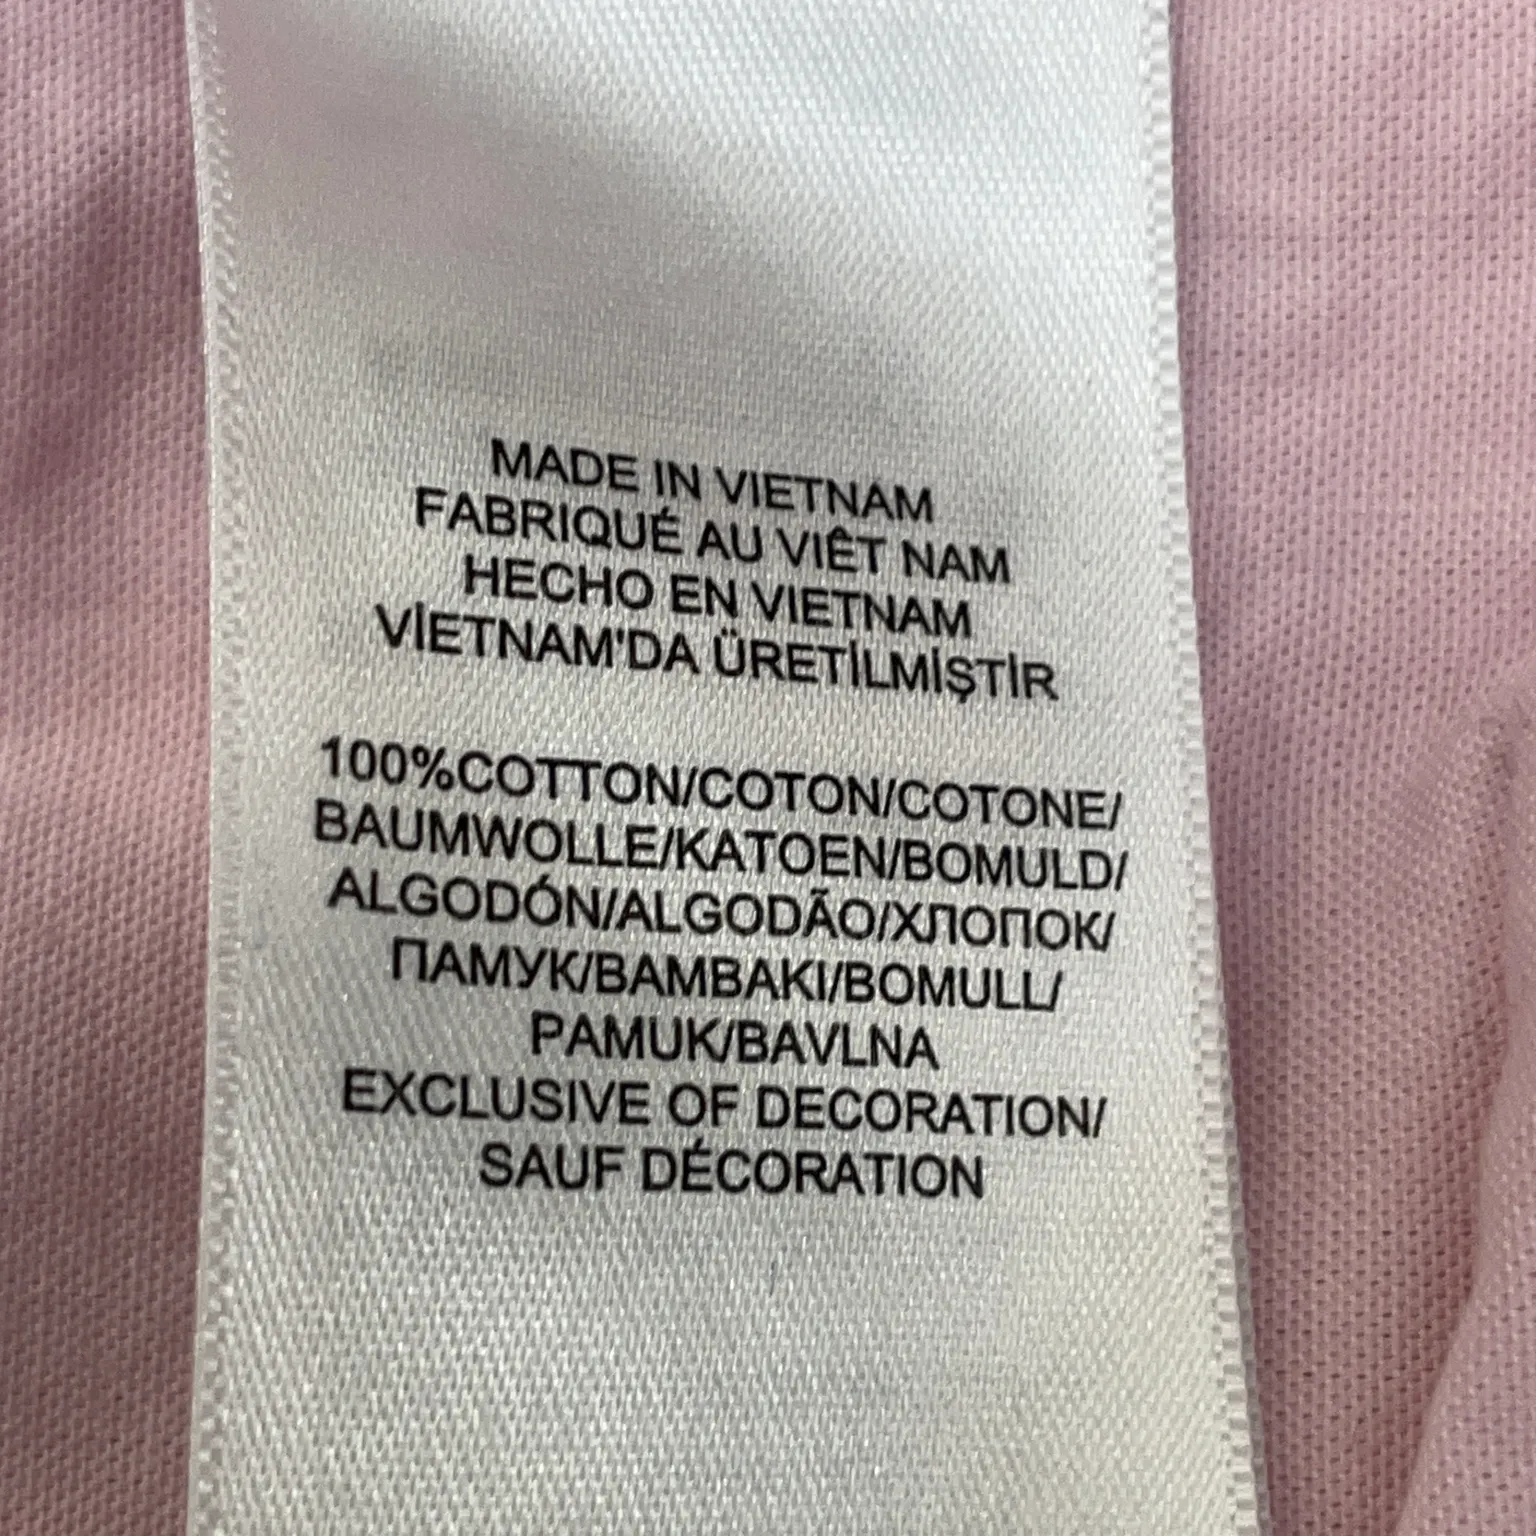 MADE IN VIETNAM
FABRIQUÉ AU VIÊT NAM
HECHO EN VIETNAM
VİETNAM'DA ÜRETİLMİŞTİR
100%COTTON/COTON/COTONE/
BAUMWOLLE/KATOEN/BOMULD/
ALGODÓN/ALGODÃO/ХЛОПОК/
ПАМУК/BAMBAKI/BOMULL/
PAMUK/BAVLNA
EXCLUSIVE OF DECORATION/
SAUF DÉCORATION